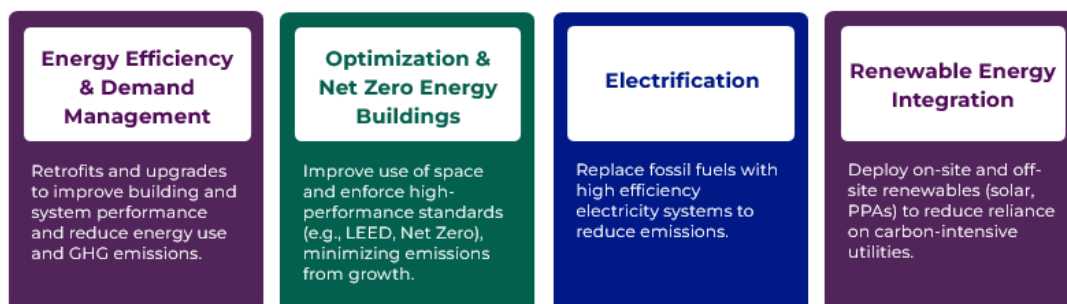 Energy Efficiency
& Demand
Management
Retrofits and upgrades
to improve building and
system performance
and reduce energy use
and GHG emissions.
Optimization &
Net Zero Energy
Buildings
Improve use of space
and enforce high-
performance standards
(e.g., LEED, Net Zero),
minimizing emissions
from growth.
Electrification
Replace fossil fuels with
high efficiency
electricity systems to
reduce emissions.
Renewable Energy
Integration
Deploy on-site and off-
site renewables (solar,
PPAs) to reduce reliance
on carbon-intensive
utilities.